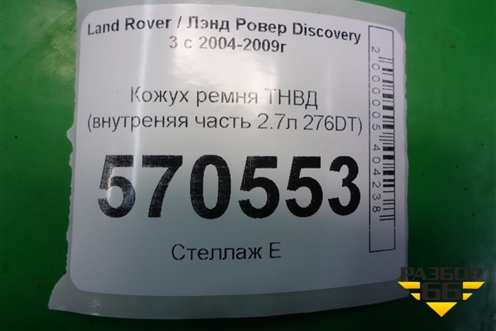 Land Rover / Лэнд Ровер Discovery
3 с 2004-2009г
Кожух ремня ТНВД
(внутреняя часть 2.7л 276DT)
570553
Стеллаж Е
2000005404238
РАЗБОР
66